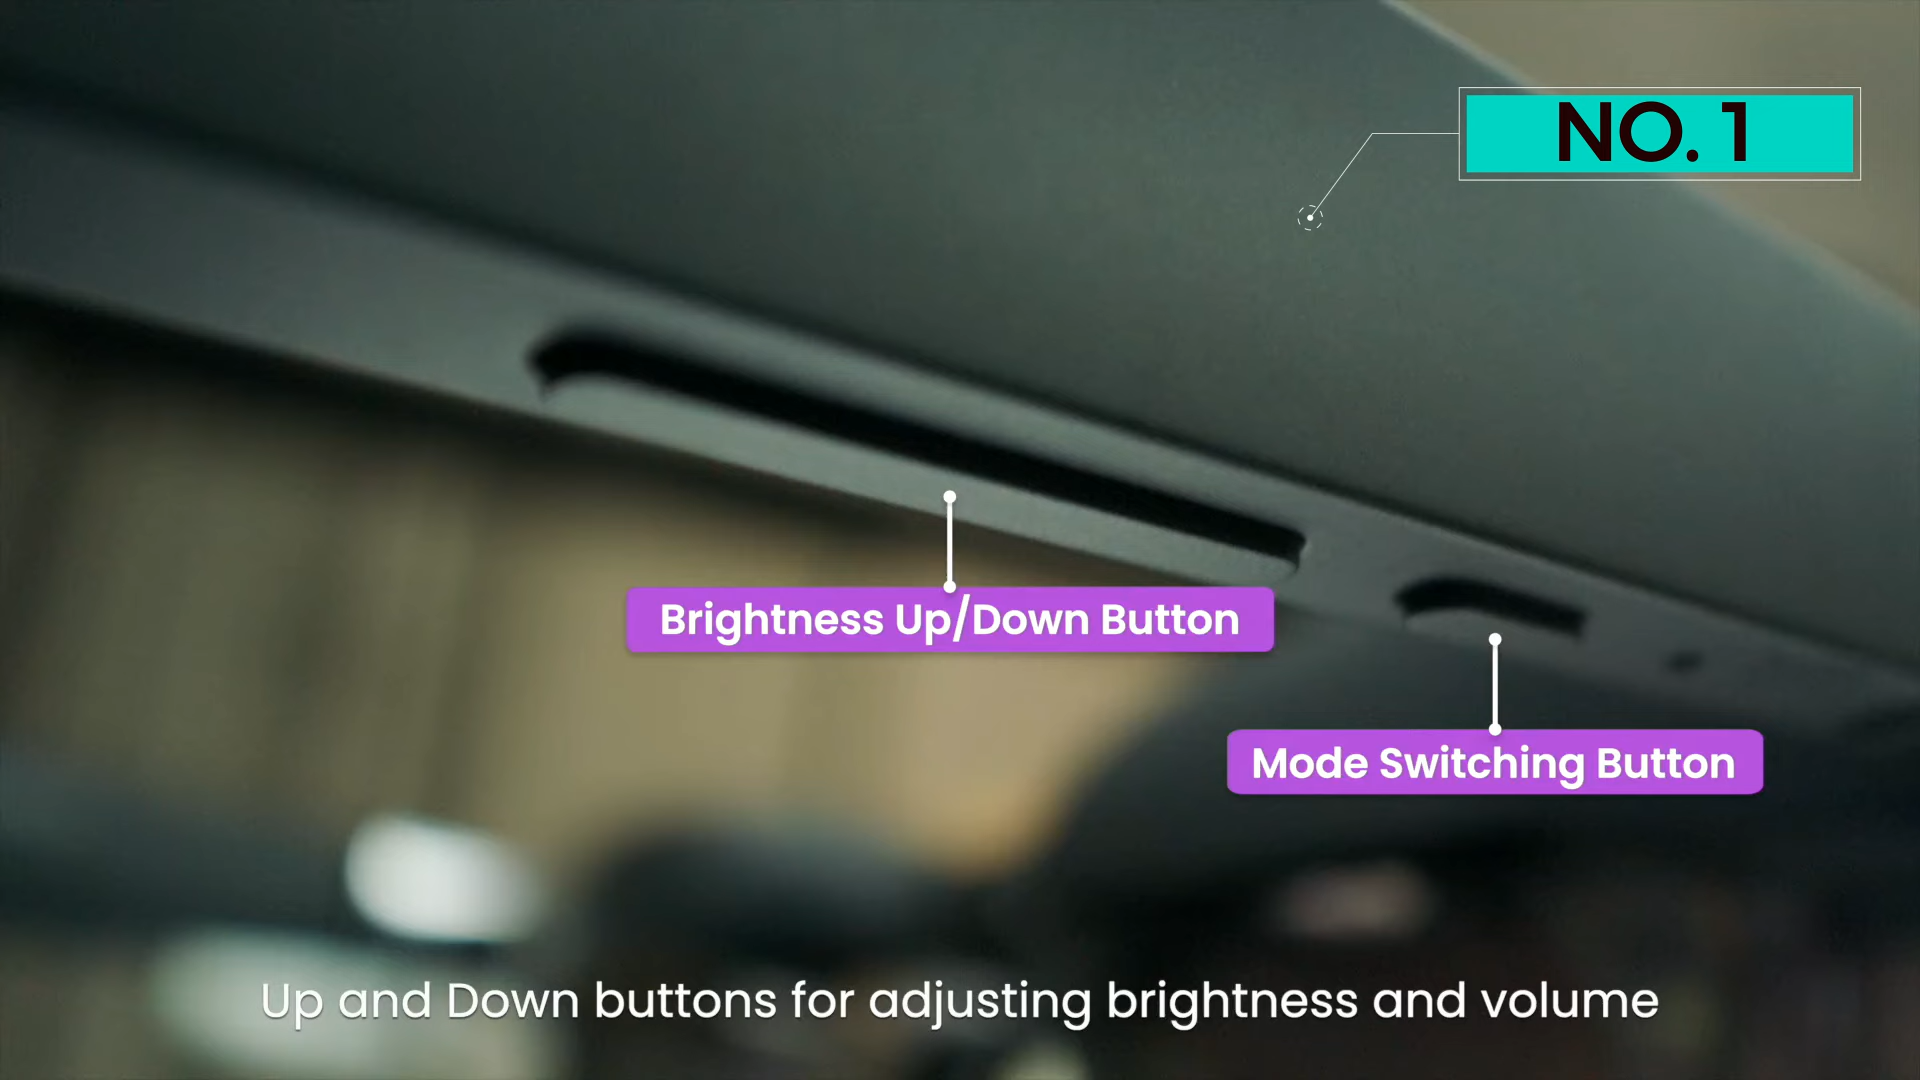 NO. 1
Brightness Up/Down Button
Mode Switching Button
Up and Down buttons for adjusting brightness and volume